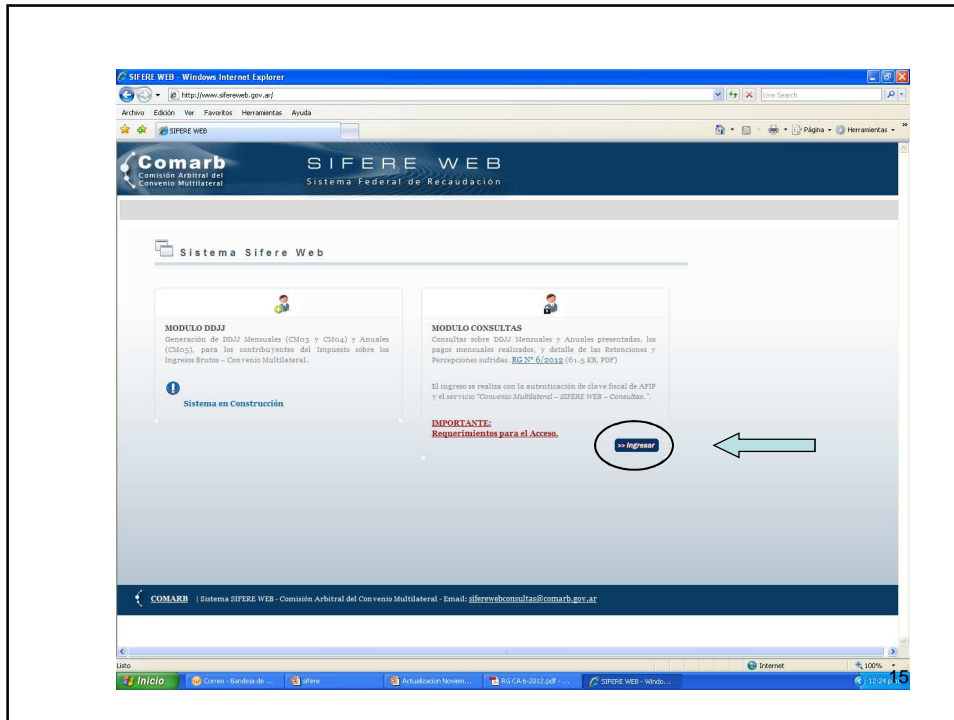 SIFERE WEB - Windows Internet Explorer
http://www.sifereweb.gov.ar/
Live Search
Archivo Edición Ver Favoritos Herramientas Ayuda
SIFERE WEB
Página
Herramientas
Comarb
Comisión Arbitral del
Convenio Multilateral
SIFERE WEB
Sistema Federal de Recaudación
Sistema Sifere Web
MODULO DDJJ
Generación de DDJJ Mensuales (CM03 y CM04) y Anuales
(CM05), para los contribuyentes del Impuesto sobre los
Ingresos Brutos – Convenio Multilateral.
Sistema en Construcción
MODULO CONSULTAS
Consultas sobre DDJJ Mensuales y Anuales presentadas, los
pagos mensuales realizados, y detalle de las Retenciones y
Percepciones sufridas. RG Nº 6/2012 (61.5 KB, PDF)
El ingreso se realiza con la autenticación de clave fiscal de AFIP
y el servicio "Convenio Multilateral – SIFERE WEB – Consultas.".
IMPORTANTE:
Requerimientos para el Acceso.
>> Ingresar
COMARB | Sistema SIFERE WEB - Comisión Arbitral del Convenio Multilateral - Email: siferewebconsultas@comarb.gov.ar
Listo
Internet
100%
Inicio
Correo - Bandeja de ...
sifere
Actualizacion Noviem...
RG CA 6-2012.pdf - ...
SIFERE WEB - Windo...
12:24
15